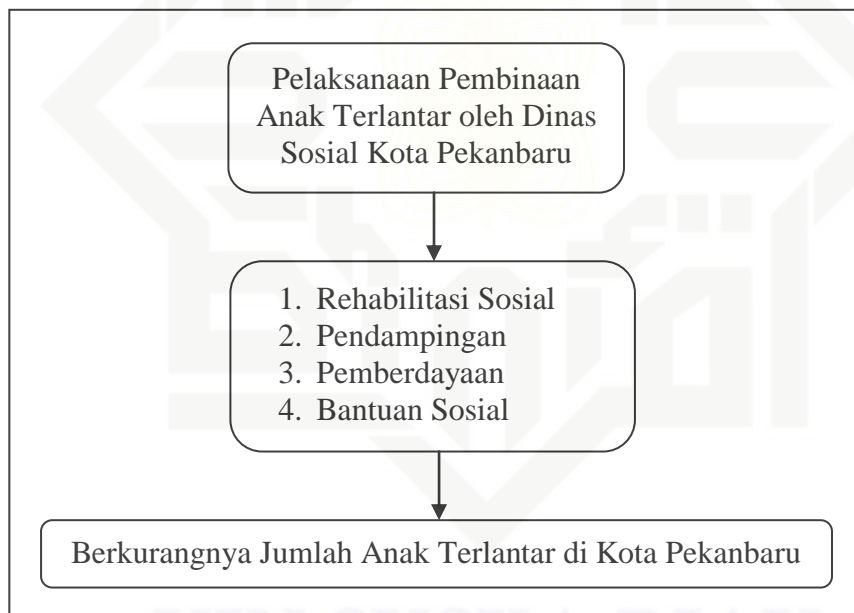 Pelaksanaan Pembinaan
Anak Terlantar oleh Dinas
Sosial Kota Pekanbaru
1. Rehabilitasi Sosial
2. Pendampingan
3. Pemberdayaan
4. Bantuan Sosial
Berkurangnya Jumlah Anak Terlantar di Kota Pekanbaru